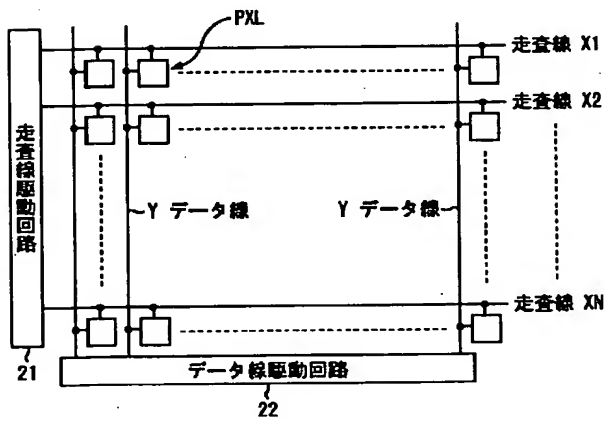 PXL
走査線 X1
走査線 X2
走査線駆動回路
Y データ線
Y データ線
走査線 XN
21
データ線駆動回路
22